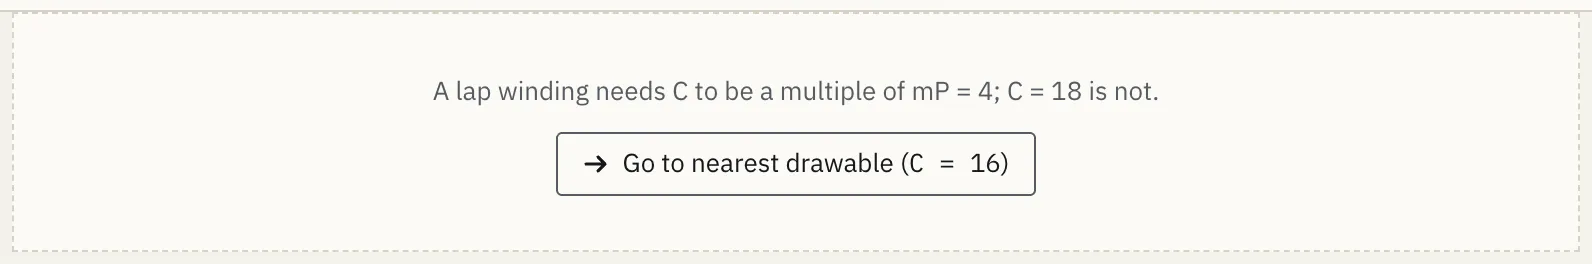 A lap winding needs C to be a multiple of mP = 4; C = 18 is not.
→ Go to nearest drawable (C = 16)